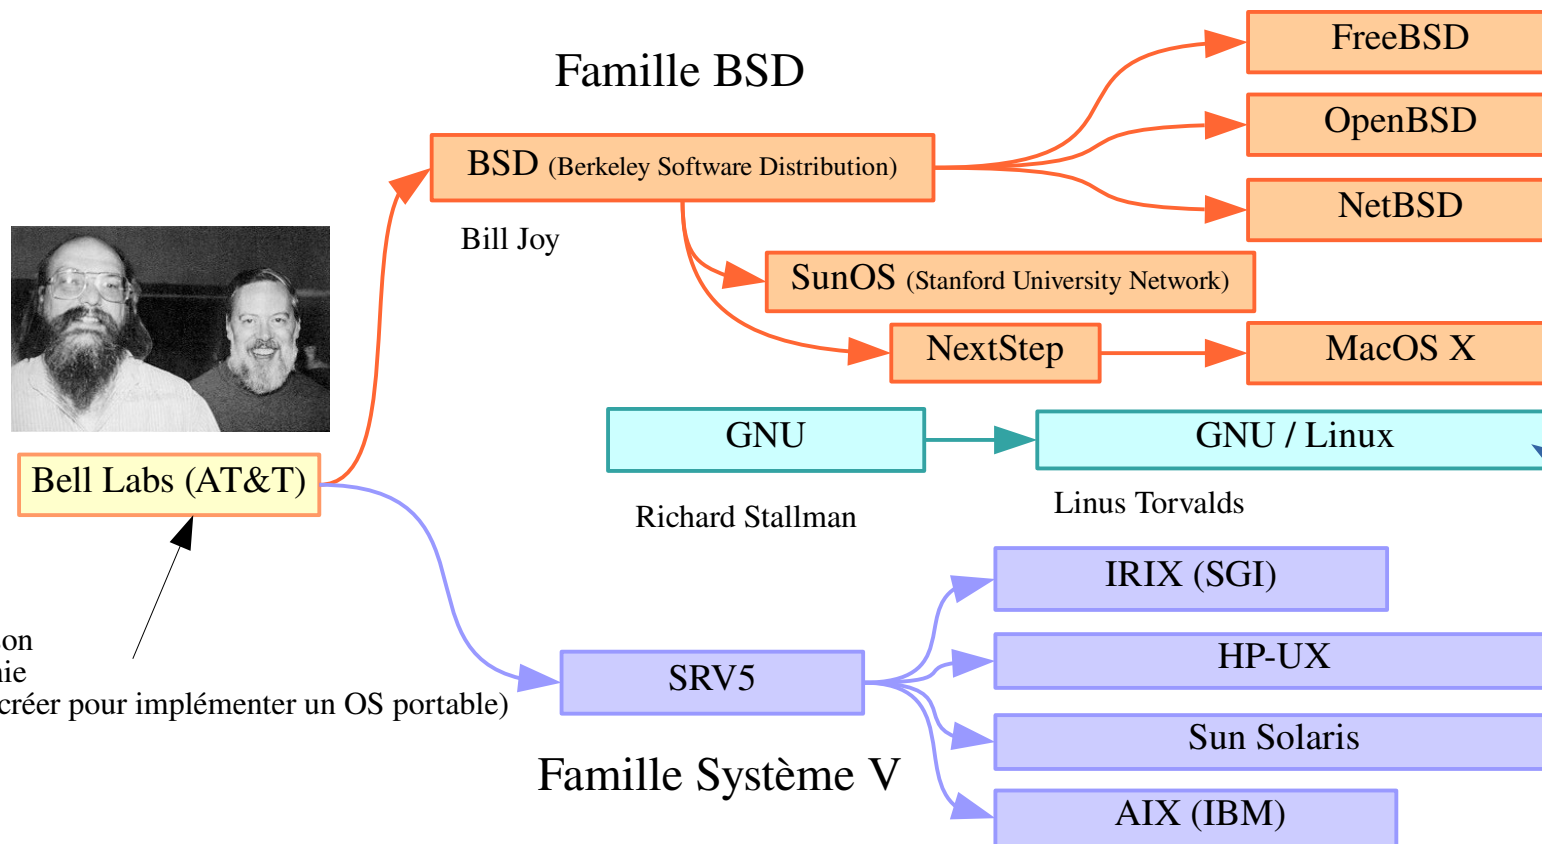 Famille BSD
FreeBSD
OpenBSD
BSD (Berkeley Software Distribution)
NetBSD
Bill Joy
SunOS (Stanford University Network)
NextStep
MacOS X
GNU
GNU / Linux
Bell Labs (AT&T)
Richard Stallman
Linus Torvalds
IRIX (SGI)
on
nie
créer pour implémenter un OS portable)
SRV5
HP-UX
Sun Solaris
Famille Système V
AIX (IBM)